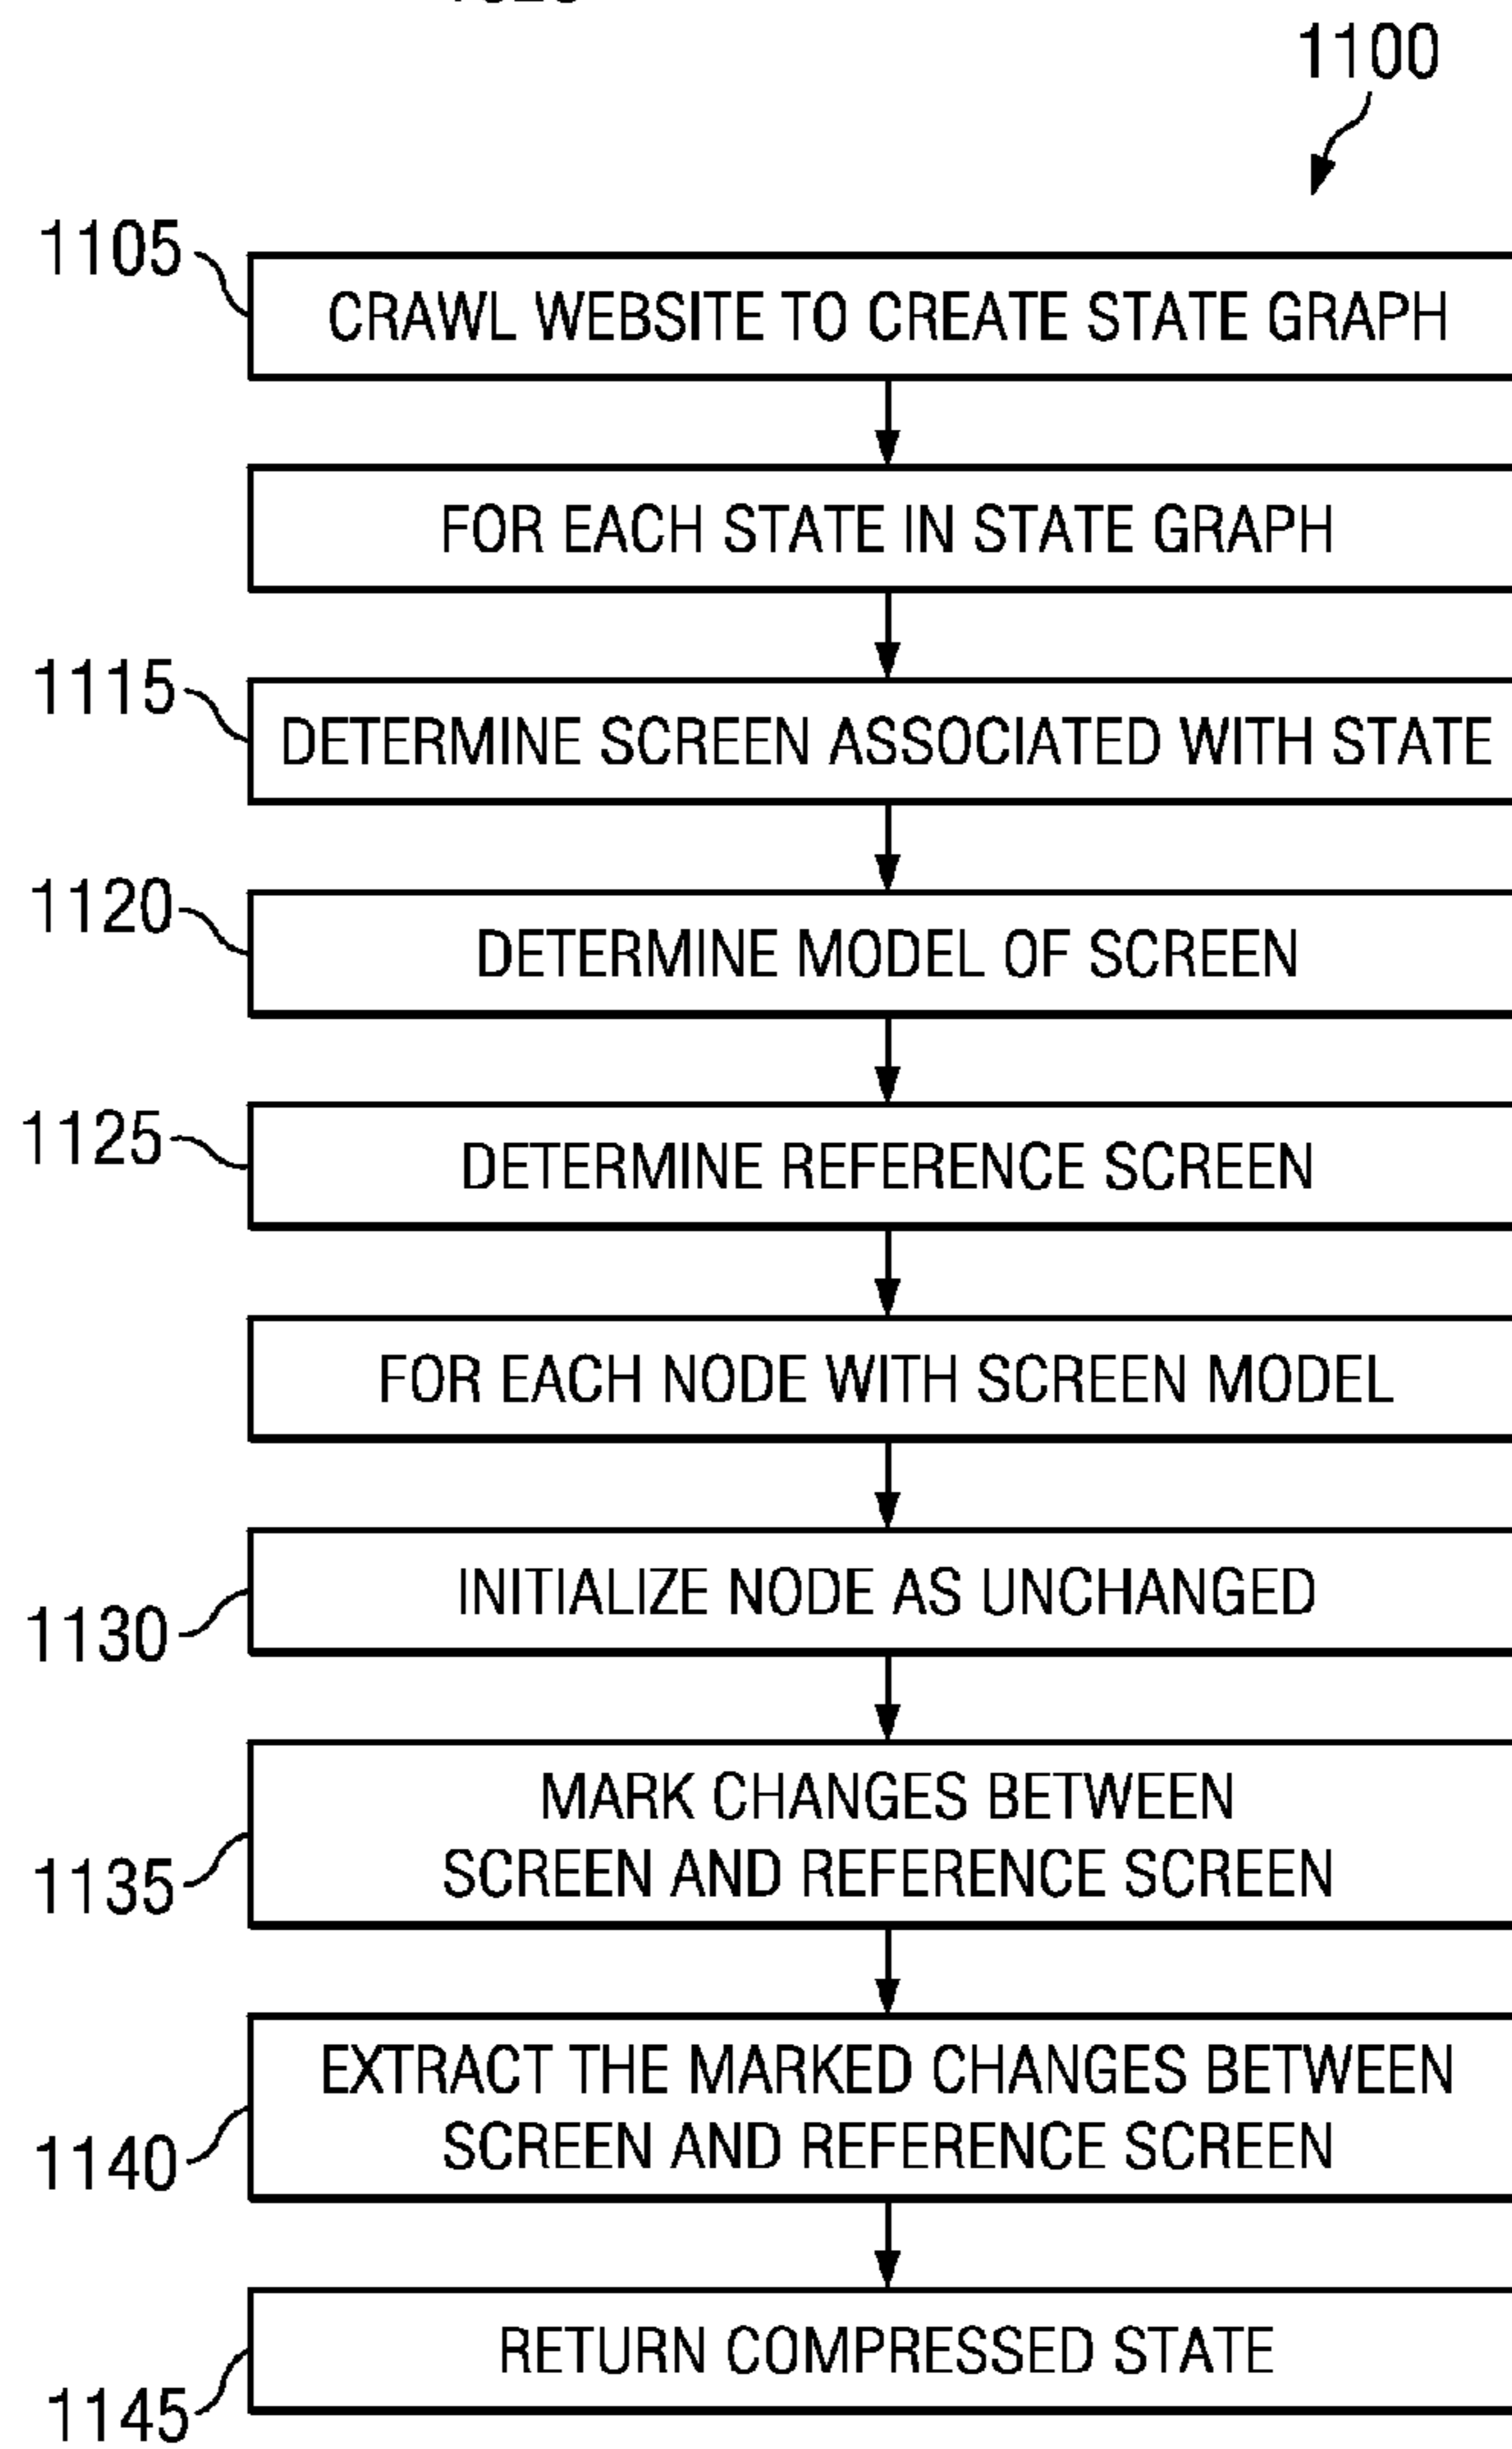 1100
1105
CRAWL WEBSITE TO CREATE STATE GRAPH
FOR EACH STATE IN STATE GRAPH
1115
DETERMINE SCREEN ASSOCIATED WITH STATE
1120
DETERMINE MODEL OF SCREEN
1125
DETERMINE REFERENCE SCREEN
FOR EACH NODE WITH SCREEN MODEL
INITIALIZE NODE AS UNCHANGED
1130
MARK CHANGES BETWEEN
SCREEN AND REFERENCE SCREEN
1135
EXTRACT THE MARKED CHANGES BETWEEN
SCREEN AND REFERENCE SCREEN
1140
RETURN COMPRESSED STATE
1145